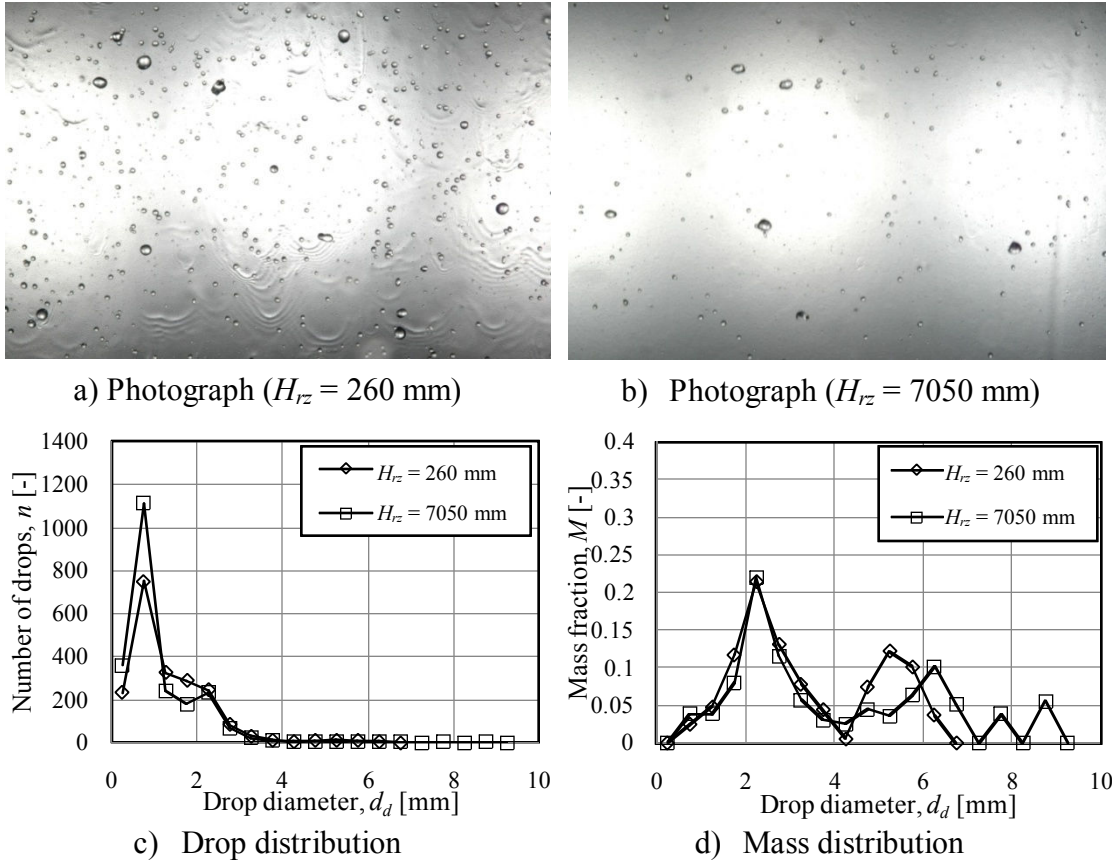 a) Photograph (Hrz = 260 mm)
b) Photograph (Hrz = 7050 mm)
1400
1200
1000
800
600
400
200
0
0 2 4 6 8 10
Number of drops, n [-]
Drop diameter, dd [mm]
Hrz = 260 mm
Hrz = 7050 mm
c) Drop distribution
0.4
0.35
0.3
0.25
0.2
0.15
0.1
0.05
0
0 2 4 6 8 10
Mass fraction, M [-]
Drop diameter, dd [mm]
Hrz = 260 mm
Hrz = 7050 mm
d) Mass distribution